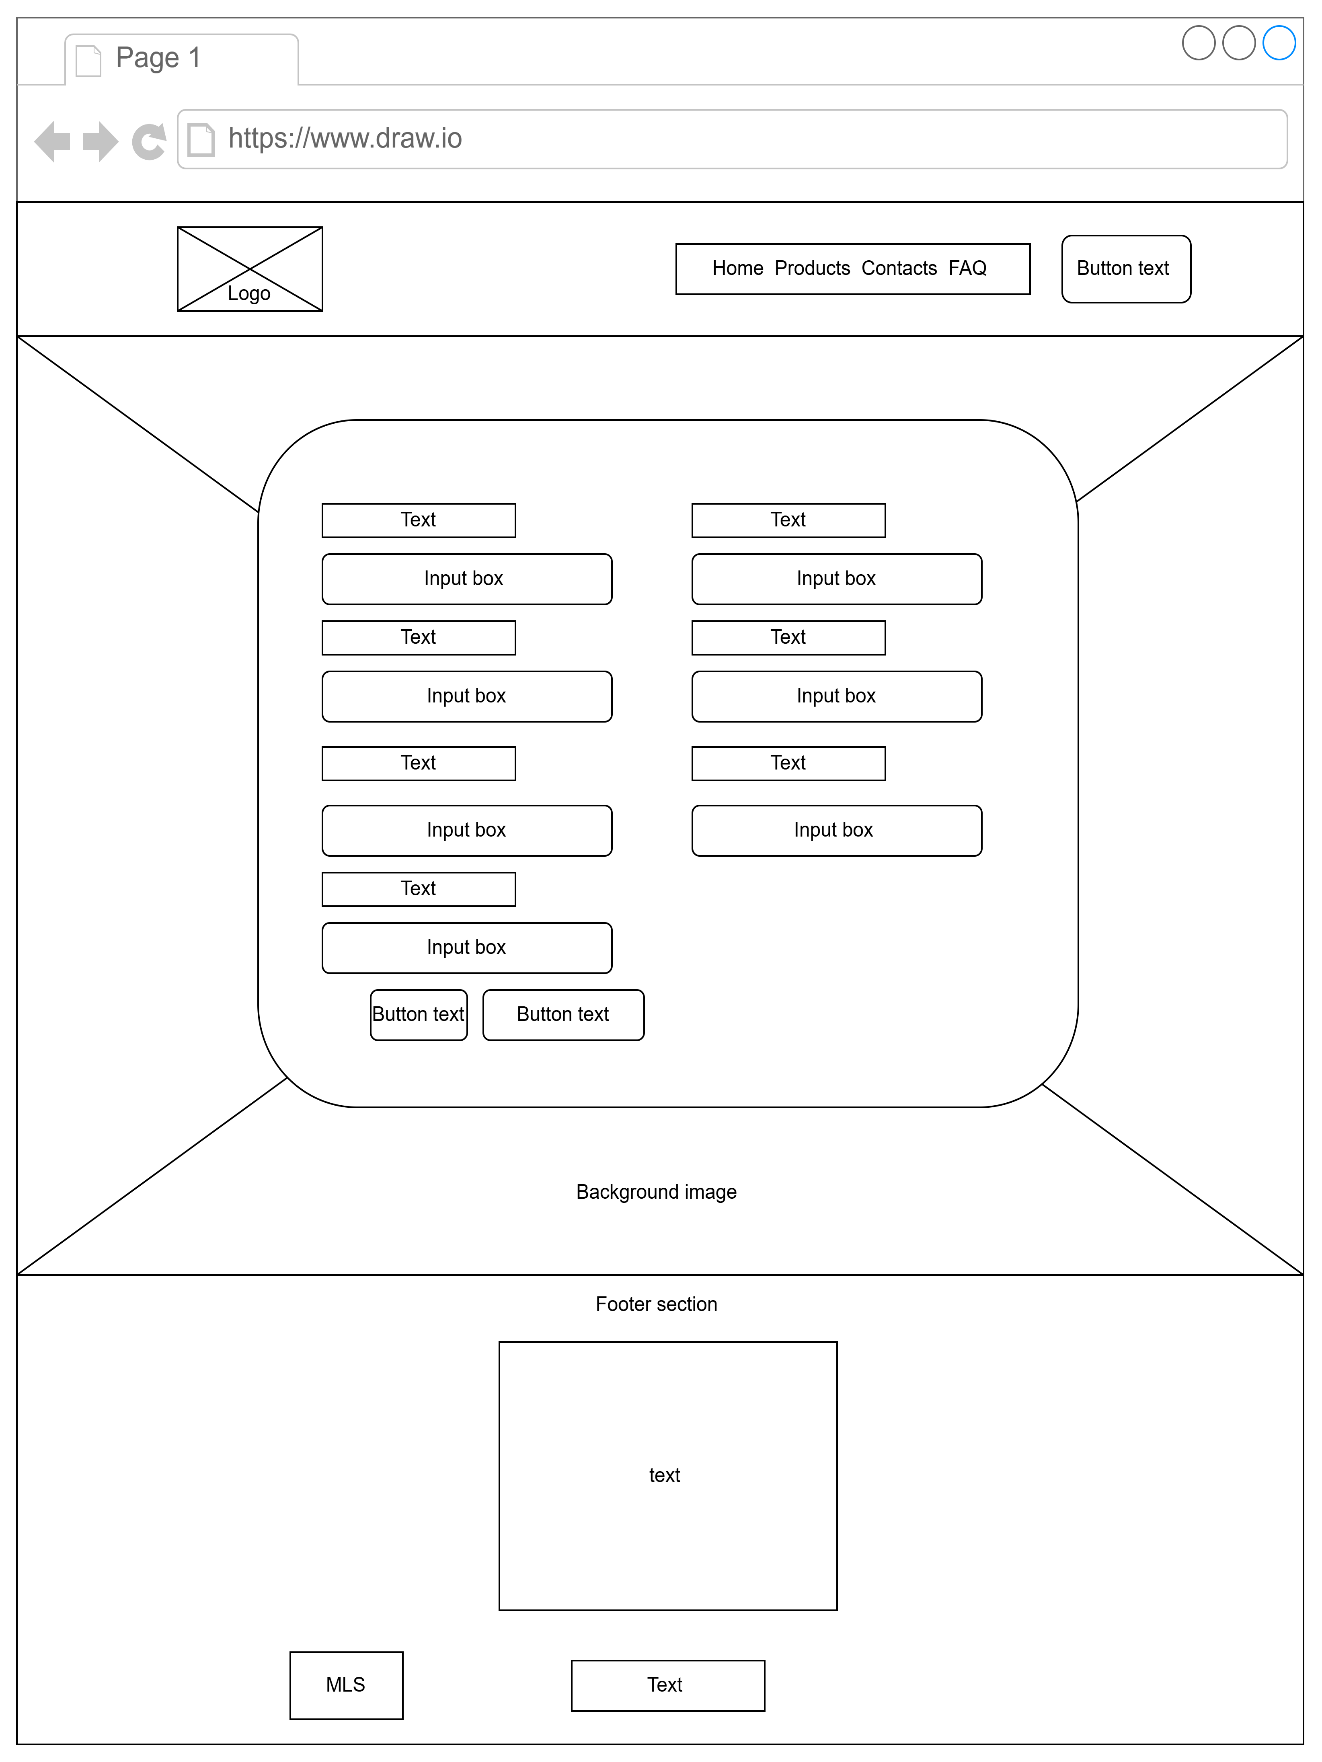 Page 1
https://www.draw.io
Logo
Home Products Contacts FAQ
Button text
Text
Text
Input box
Input box
Text
Text
Input box
Input box
Text
Text
Input box
Input box
Text
Input box
Button text
Button text
Background image
Footer section
text
MLS
Text